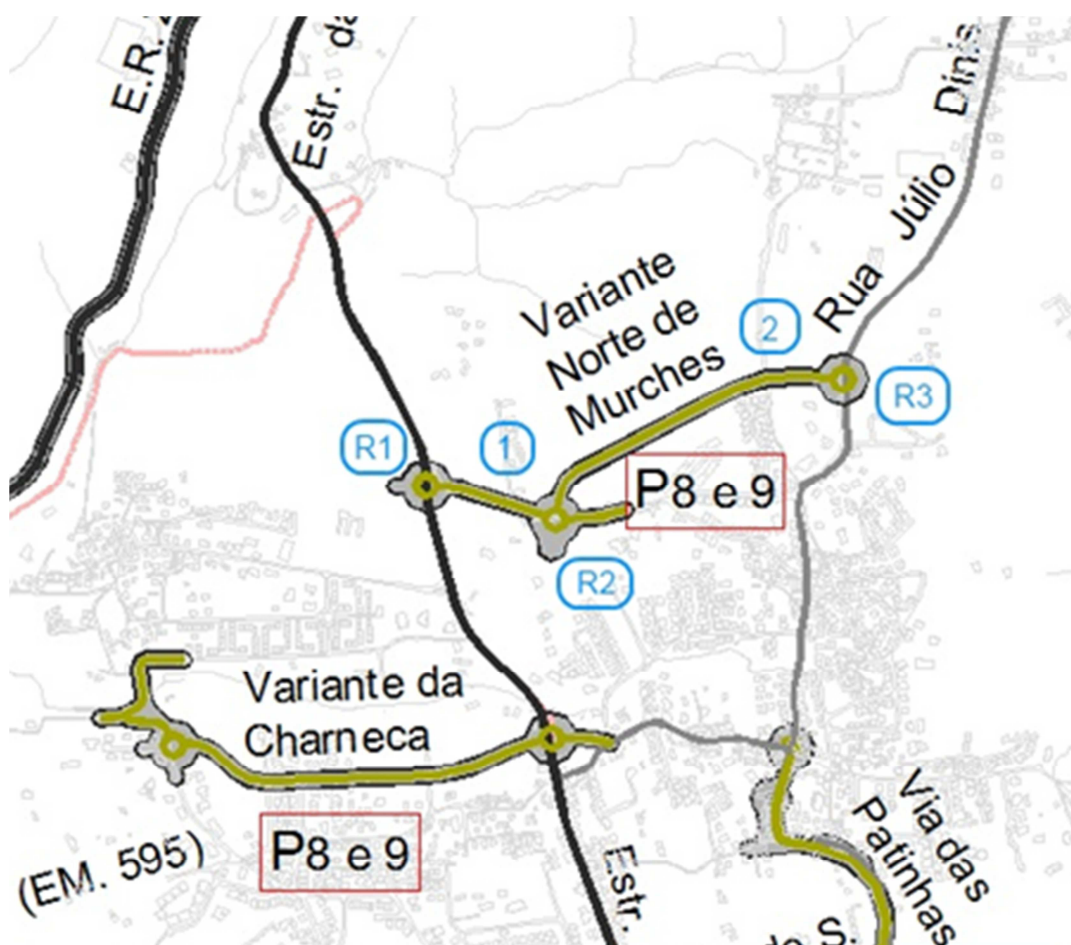 E.R.
Estr. da
Rua Júlio Dinis
Variante
Norte de
Murches
2
R3
R1
1
P8 e 9
R2
Variante da
Charneca
P8 e 9
(EM. 595)
Estr.
Via das
Patinhas
de S.